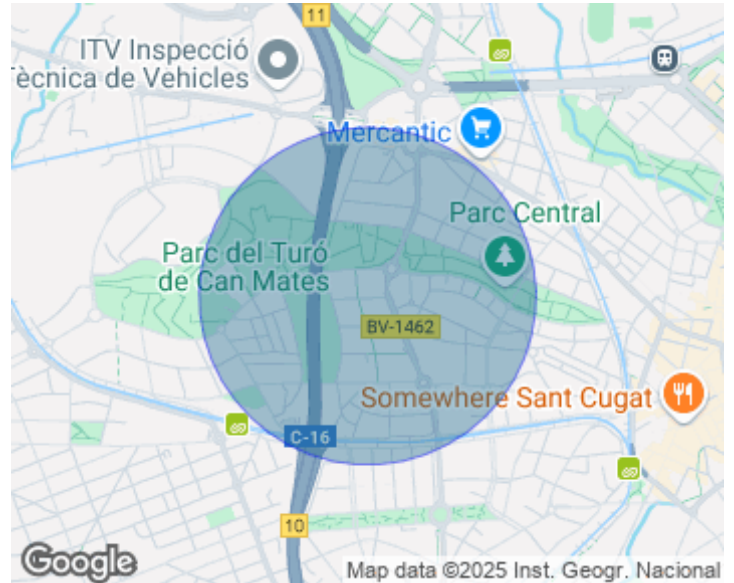 11
ITV Inspecció
Tècnica de Vehicles
Mercantic
Parc Central
Parc del Turó
de Can Mates
BV-1462
Somewhere Sant Cugat
C-16
10
Google
Map data ©2025 Inst. Geogr. Nacional